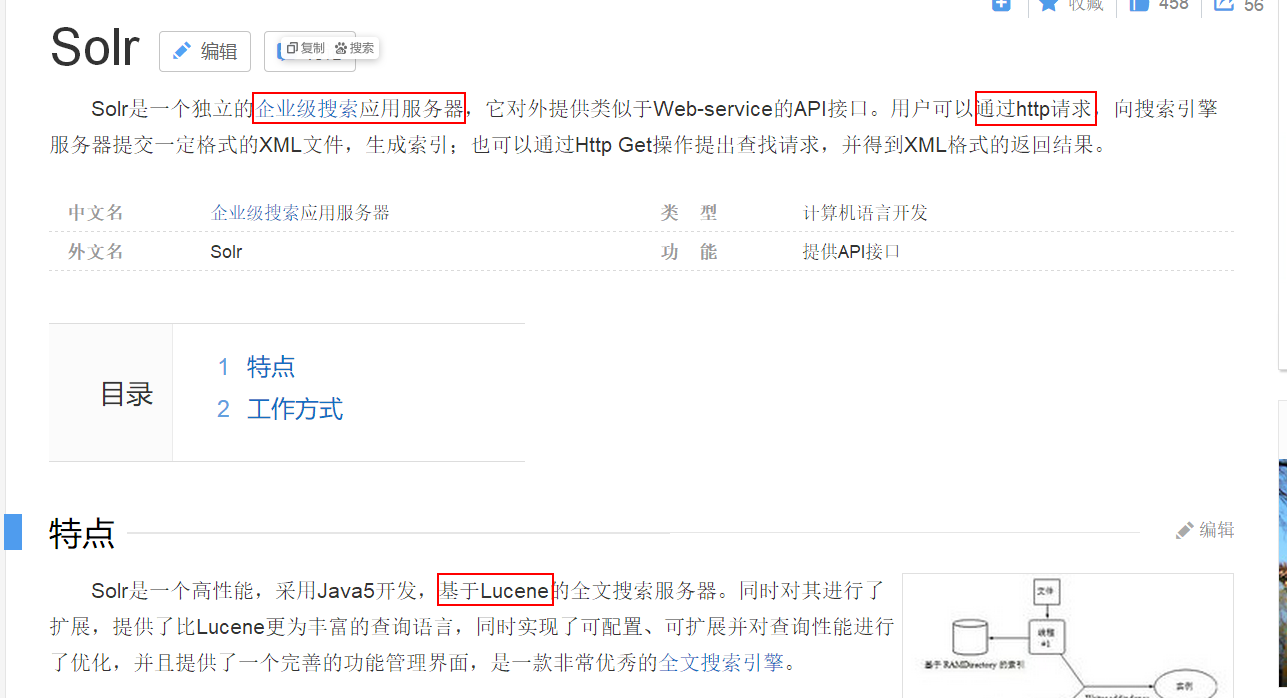 收藏 458 56
Solr 编辑
复制 搜索
Solr是一个独立的企业级搜索应用服务器，它对外提供类似于Web-service的API接口。用户可以通过http请求，向搜索引擎
服务器提交一定格式的XML文件，生成索引；也可以通过Http Get操作提出查找请求，并得到XML格式的返回结果。
中文名 企业级搜索应用服务器 类 型 计算机语言开发
外文名 Solr 功 能 提供API接口
目录
1 特点
2 工作方式
特点 编辑
Solr是一个高性能，采用Java5开发，基于Lucene的全文搜索服务器。同时对其进行了
扩展，提供了比Lucene更为丰富的查询语言，同时实现了可配置、可扩展并对查询性能进行
了优化，并且提供了一个完善的功能管理界面，是一款非常优秀的全文搜索引擎。
文件
线程
#1
基于 RAMDirectory 的索引
实例